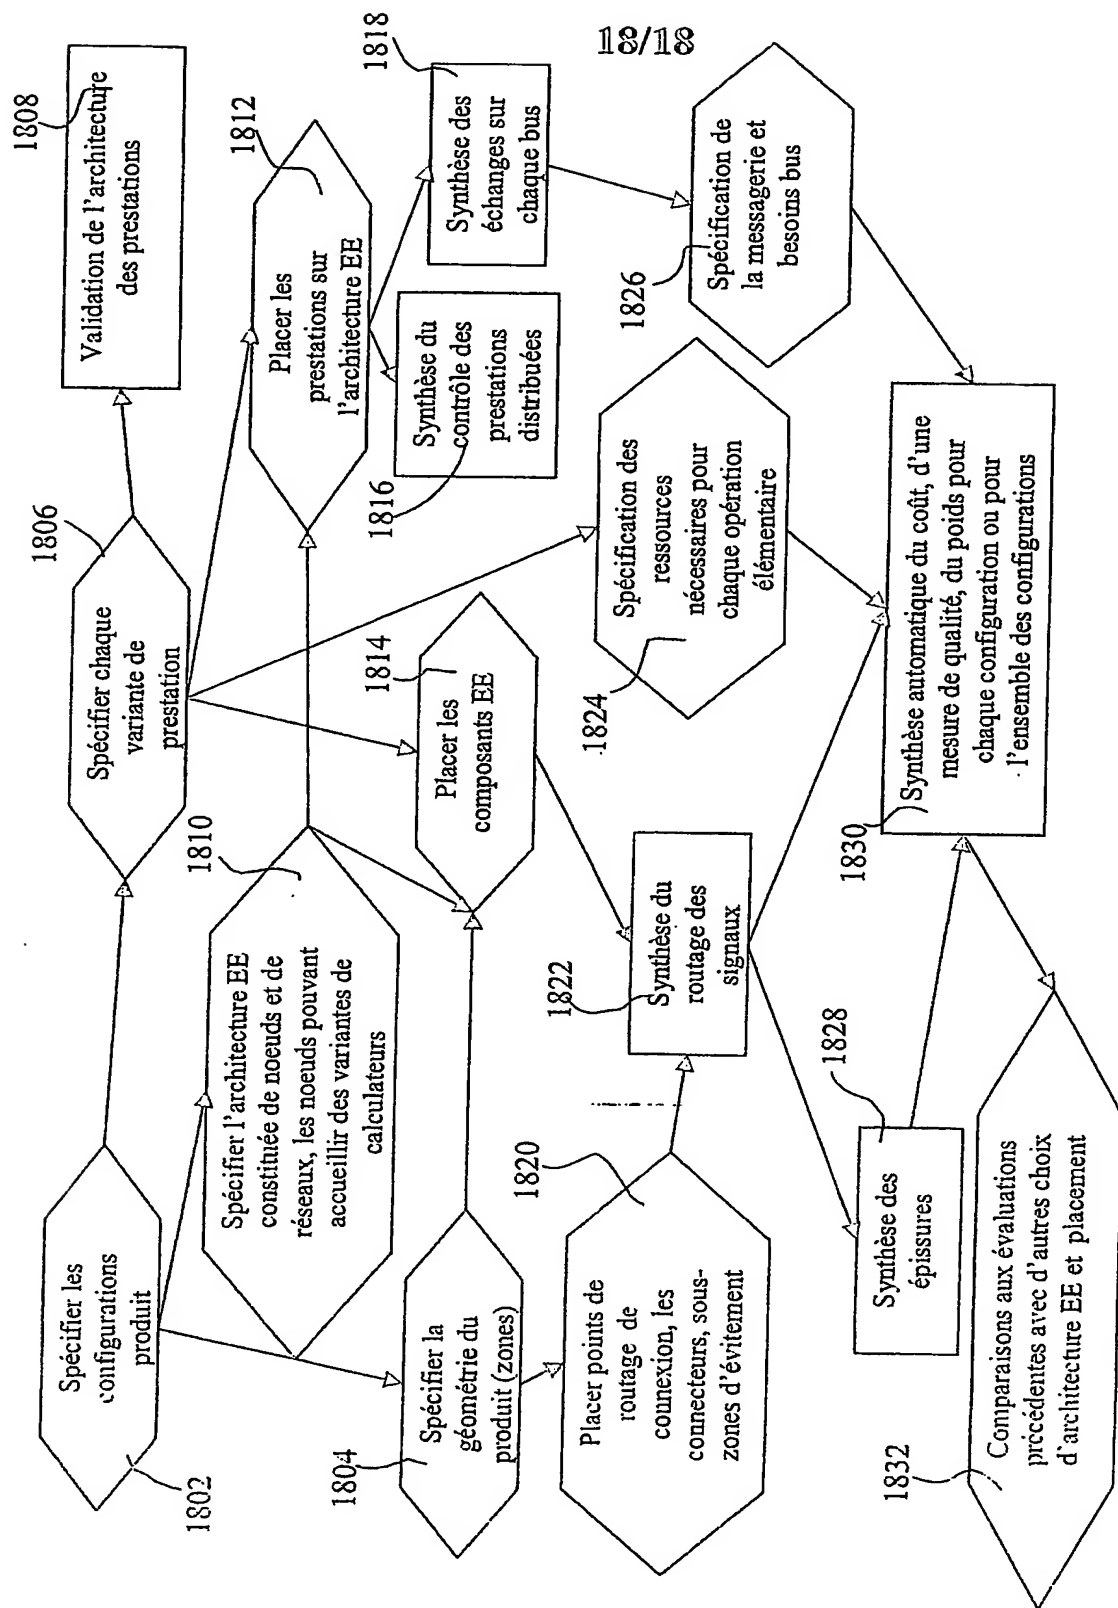 18/18
1802
Spécifier les
configurations
produit
1806
Spécifier chaque
variante de
prestation
1808
Validation de l'architecture
des prestations
1810
Spécifier l'architecture EE
constituée de noeuds et de
réseaux, les noeuds pouvant
accueillir des variantes de
calculateurs
1812
Placer les
prestations sur
l'architecture EE
1804
Spécifier la
géométrie du
produit (zones)
1814
Placer les
composants EE
1816
Synthèse du
contrôle des
prestations
distribuées
1818
Synthèse des
échanges sur
chaque bus
1820
Placer points de
routage de
connexion, les
connecteurs, sous-
zones d'évitement
1822
Synthèse du
routage des
signaux
1824
Spécification des
ressources
nécessaires pour
chaque opération
élémentaire
1826
Spécification de
la messagerie et
besoins bus
1828
Synthèse des
épissures
1830
Synthèse automatique du coût, d'une
mesure de qualité, du poids pour
chaque configuration ou pour
l'ensemble des configurations
1832
Comparaisons aux évaluations
précédentes avec d'autres choix
d'architecture EE et placement